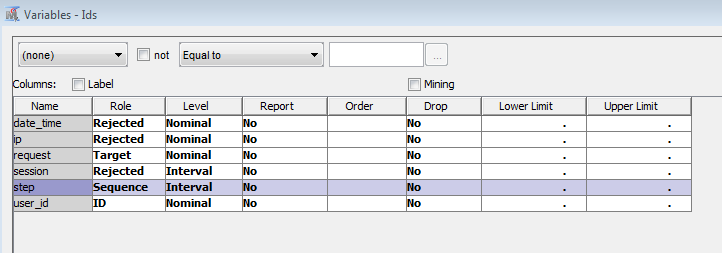 Variables - Ids
(none) not Equal to ...
Columns: Label Mining
Name Role Level Report Order Drop Lower Limit Upper Limit
date_time Rejected Nominal No No . .
ip Rejected Nominal No No . .
request Target Nominal No No . .
session Rejected Interval No No . .
step Sequence Interval No No . .
user_id ID Nominal No No . .